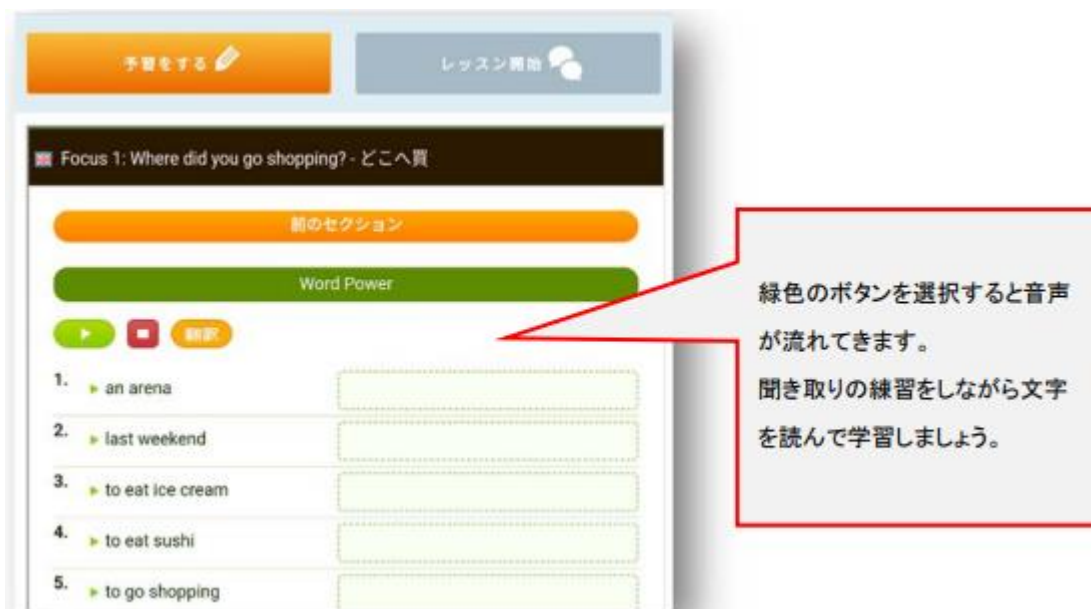 予習をする
レッスン開始
Focus 1: Where did you go shopping? - どこへ買
前のセクション
Word Power
翻訳
1. an arena
2. last weekend
3. to eat ice cream
4. to eat sushi
5. to go shopping
緑色のボタンを選択すると音声
が流れてきます。
聞き取りの練習をしながら文字
を読んで学習しましょう。